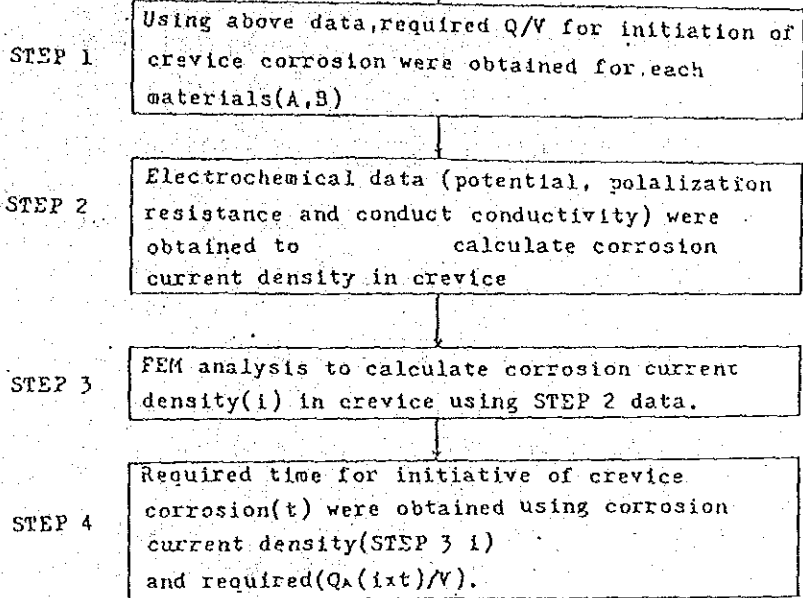 Using above data,required Q/V for initiation of
STEP 1 crevice corrosion were obtained for each
materials(A,B)
Electrochemical data (potential, polalization
STEP 2 resistance and conduct conductivity) were
obtained to calculate corrosion
current density in crevice
STEP 3 FEM analysis to calculate corrosion current
density(i) in crevice using STEP 2 data.
Required time for initiative of crevice
corrosion(t) were obtained using corrosion
STEP 4 current density(STEP 3 i)
and required(QA(ixt)/V).